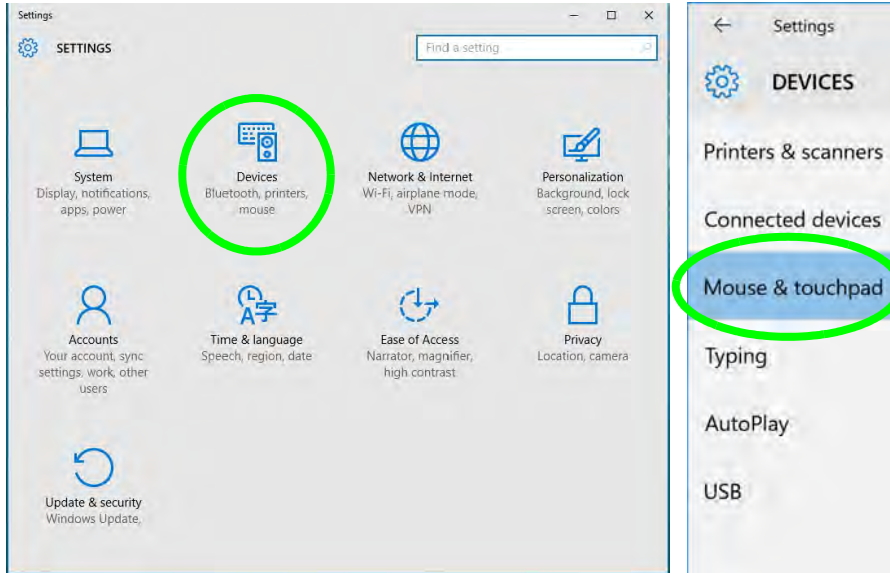 Settings
SETTINGS
Find a setting
System
Display, notifications,
apps, power
Devices
Bluetooth, printers,
mouse
Network & Internet
Wi-Fi, airplane mode,
VPN
Personalization
Background, lock
screen, colors
Accounts
Your account, sync
settings, work, other
users
Time & language
Speech, region, date
Ease of Access
Narrator, magnifier,
high contrast
Privacy
Location, camera
Update & security
Windows Update,
Settings
DEVICES
Printers & scanners
Connected devices
Mouse & touchpad
Typing
AutoPlay
USB